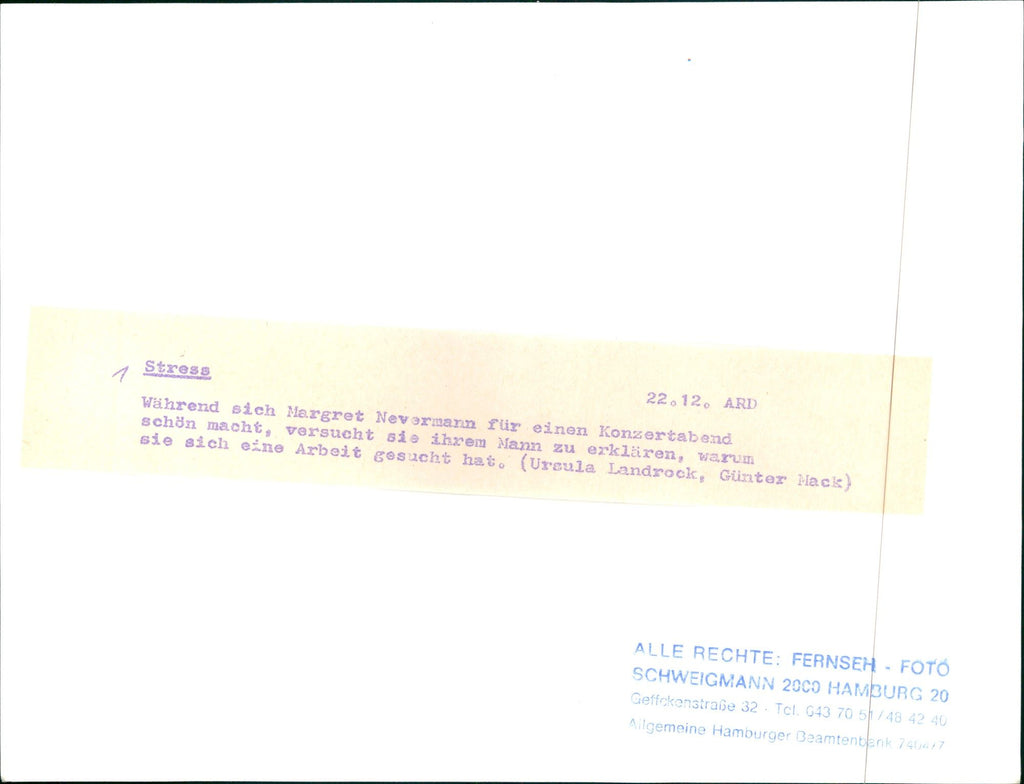 1 Stress
22.12. ARD
Während sich Margret Nevermann für einen Konzertabend
schön macht, versucht sie ihrem Mann zu erklären, warum
sie sich eine Arbeit gesucht hat. (Ursula Landrock, Günter Mack)
ALLE RECHTE: FERNSEH - FOTO
SCHWEIGMANN 2000 HAMBURG 20
Geffckenstraße 32 - Tel. 643 70 51 / 48 42 40
Allgemeine Hamburger Beamtenbank